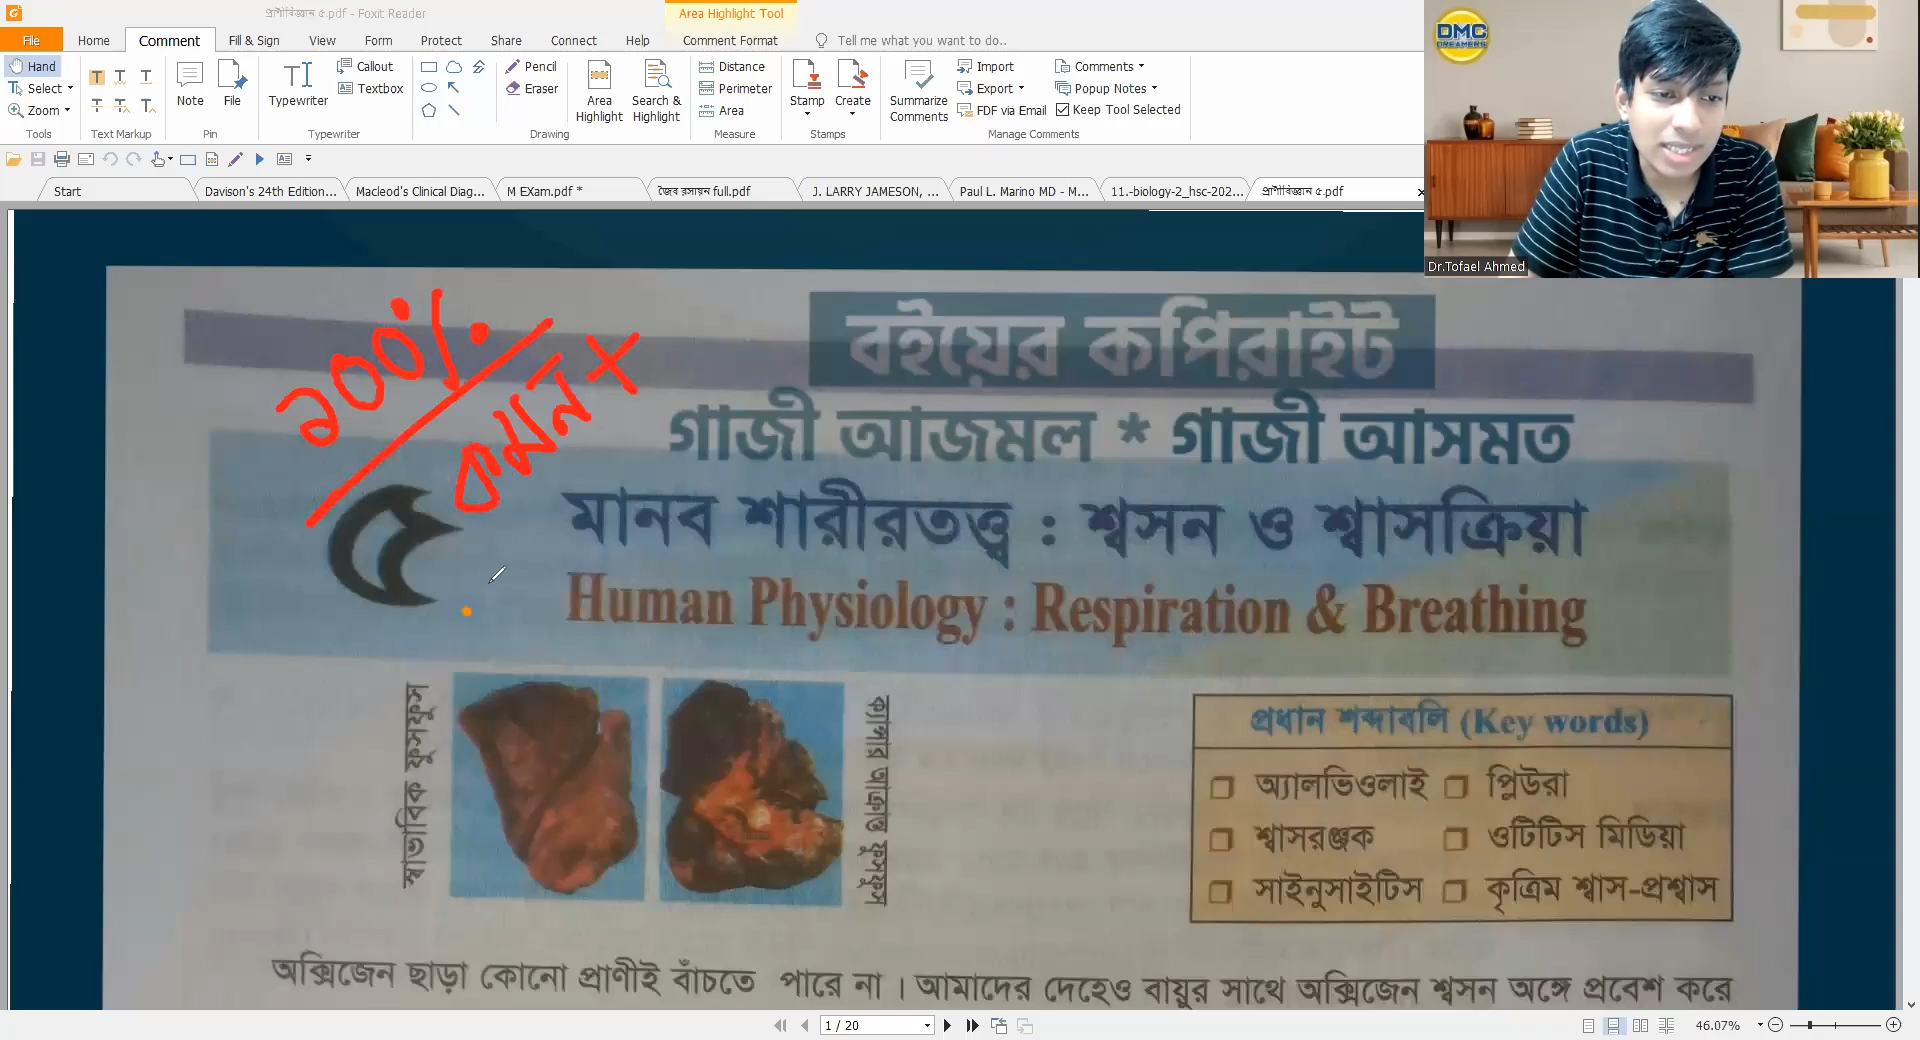 প্রাণীবিজ্ঞান ৫.pdf - Foxit Reader
Area Highlight Tool
File Home Comment Fill & Sign View Form Protect Share Connect Help Comment Format Tell me what you want to do..
Hand
Select
Zoom
Tools
Text Markup
Note
File
Pin
Typewriter
Callout
Textbox
Typewriter
Pencil
Eraser
Area Highlight
Search & Highlight
Drawing
Distance
Perimeter
Area
Measure
Stamp
Create
Stamps
Summarize Comments
Import
Export
FDF via Email
Comments
Popup Notes
Keep Tool Selected
Manage Comments
DMC
DREAMERS
Dr.Tofael Ahmed
Start Davison's 24th Edition... Macleod's Clinical Diag... M EXam.pdf * জৈব রসায়ন full.pdf J. LARRY JAMESON, ... Paul L. Marino MD - M... 11.-biology-2_hsc-202... প্রাণীবিজ্ঞান ৫.pdf
২০০%
কমন +
বইয়ের কপিরাইট
গাজী আজমল * গাজী আসমত
৫
মানব শারীরতত্ত্ব : শ্বসন ও শ্বাসক্রিয়া
Human Physiology : Respiration & Breathing
স্বাভাবিক ফুসফুস
ক্যান্সার আক্রান্ত ফুসফুস
প্রধান শব্দাবলি (Key words)
অ্যালভিওলাই প্লিউরা
শ্বাসরঞ্জক ওটিটিস মিডিয়া
সাইনুসাইটিস কৃত্রিম শ্বাস-প্রশ্বাস
অক্সিজেন ছাড়া কোনো প্রাণীই বাঁচতে পারে না। আমাদের দেহেও বায়ুর সাথে অক্সিজেন শ্বসন অঙ্গে প্রবেশ করে
1 / 20
46.07%